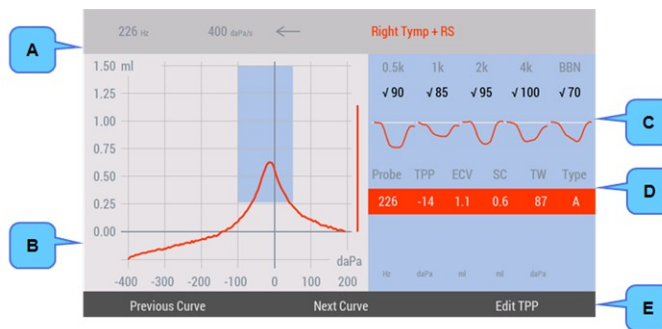 A
226 Hz 400 daPa/s Right Tymp + RS
1.50 ml
1.25
1.00
0.75
0.50
0.25
0.00
daPa
-400 -300 -200 -100 0 100 200
0.5k 1k 2k 4k BBN
√ 90 √ 85 √ 95 √ 100 √ 70
C
Probe TPP ECV SC TW Type
226 -14 1.1 0.6 87 A
D
B
Hz daPa ml ml daPa
Previous Curve Next Curve Edit TPP
E